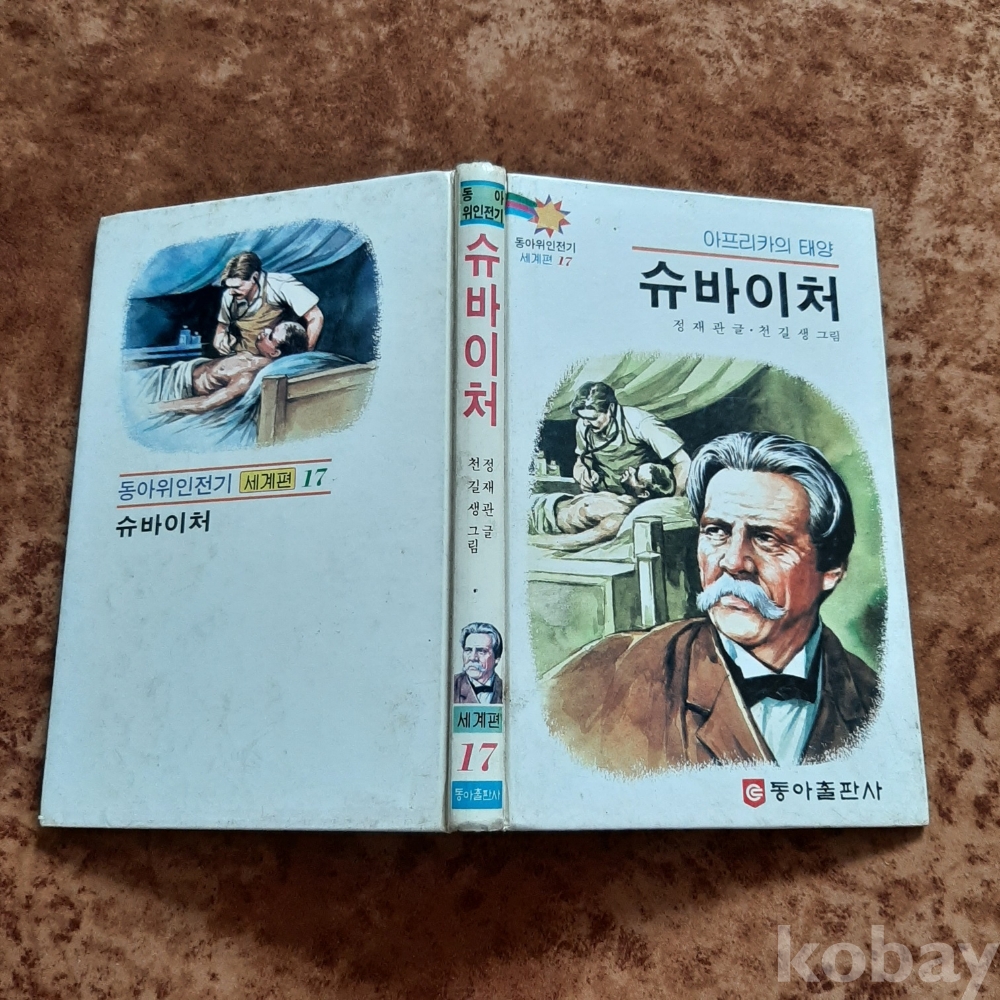 동아위인전기 세계편 17
슈바이처
동 아
위인전기
슈바이처
정재관 글
천길생 그림
세계편
17
동아출판사
동아위인전기
세계편 17
아프리카의 태양
슈바이처
정재관 글·천길생 그림
동아출판사
kobay